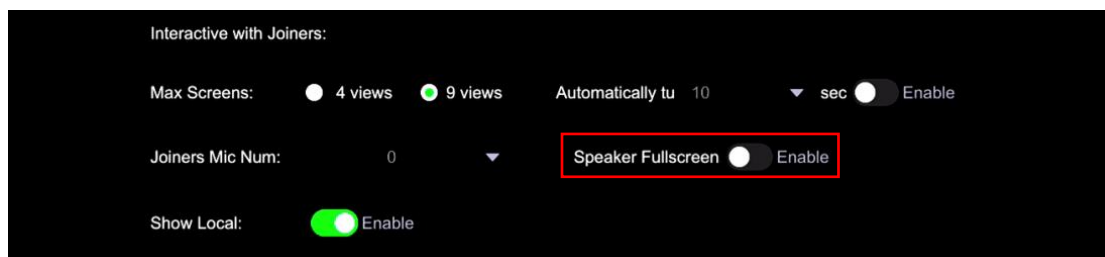 Interactive with Joiners:
Max Screens: 4 views 9 views Automatically tu 10 sec Enable
Joiners Mic Num: 0 Speaker Fullscreen Enable
Show Local: Enable